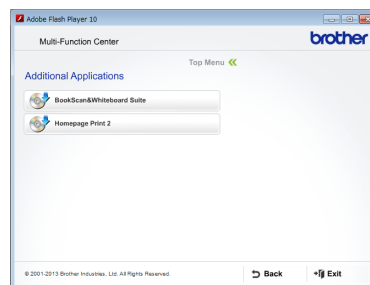 Adobe Flash Player 10
Multi-Function Center
brother
Top Menu
Additional Applications
BookScan&Whiteboard Suite
Homepage Print 2
© 2001-2013 Brother Industries, Ltd. All Rights Reserved.
Back
Exit